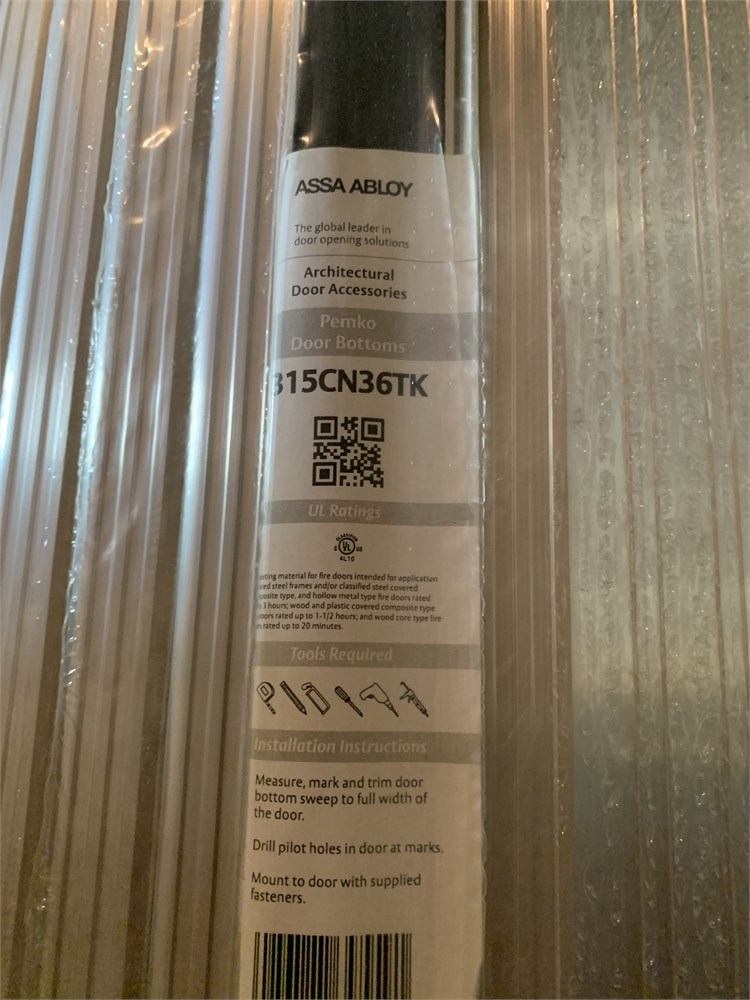 ASSA ABLOY
The global leader in
door opening solutions
Architectural
Door Accessories
Pemko
Door Bottoms
315CN36TK
UL Ratings
CLASSIFIED
C UL US
4L10
material for fire doors intended for application
steel frames and/or classified steel covered
type, and hollow metal type fire doors rated
3 hours; wood and plastic covered composite type
rated up to 1-1/2 hours; and wood core type fire
rated up to 20 minutes.
Tools Required
Installation Instructions
Measure, mark and trim door
bottom sweep to full width of
the door.
Drill pilot holes in door at marks.
Mount to door with supplied
fasteners.